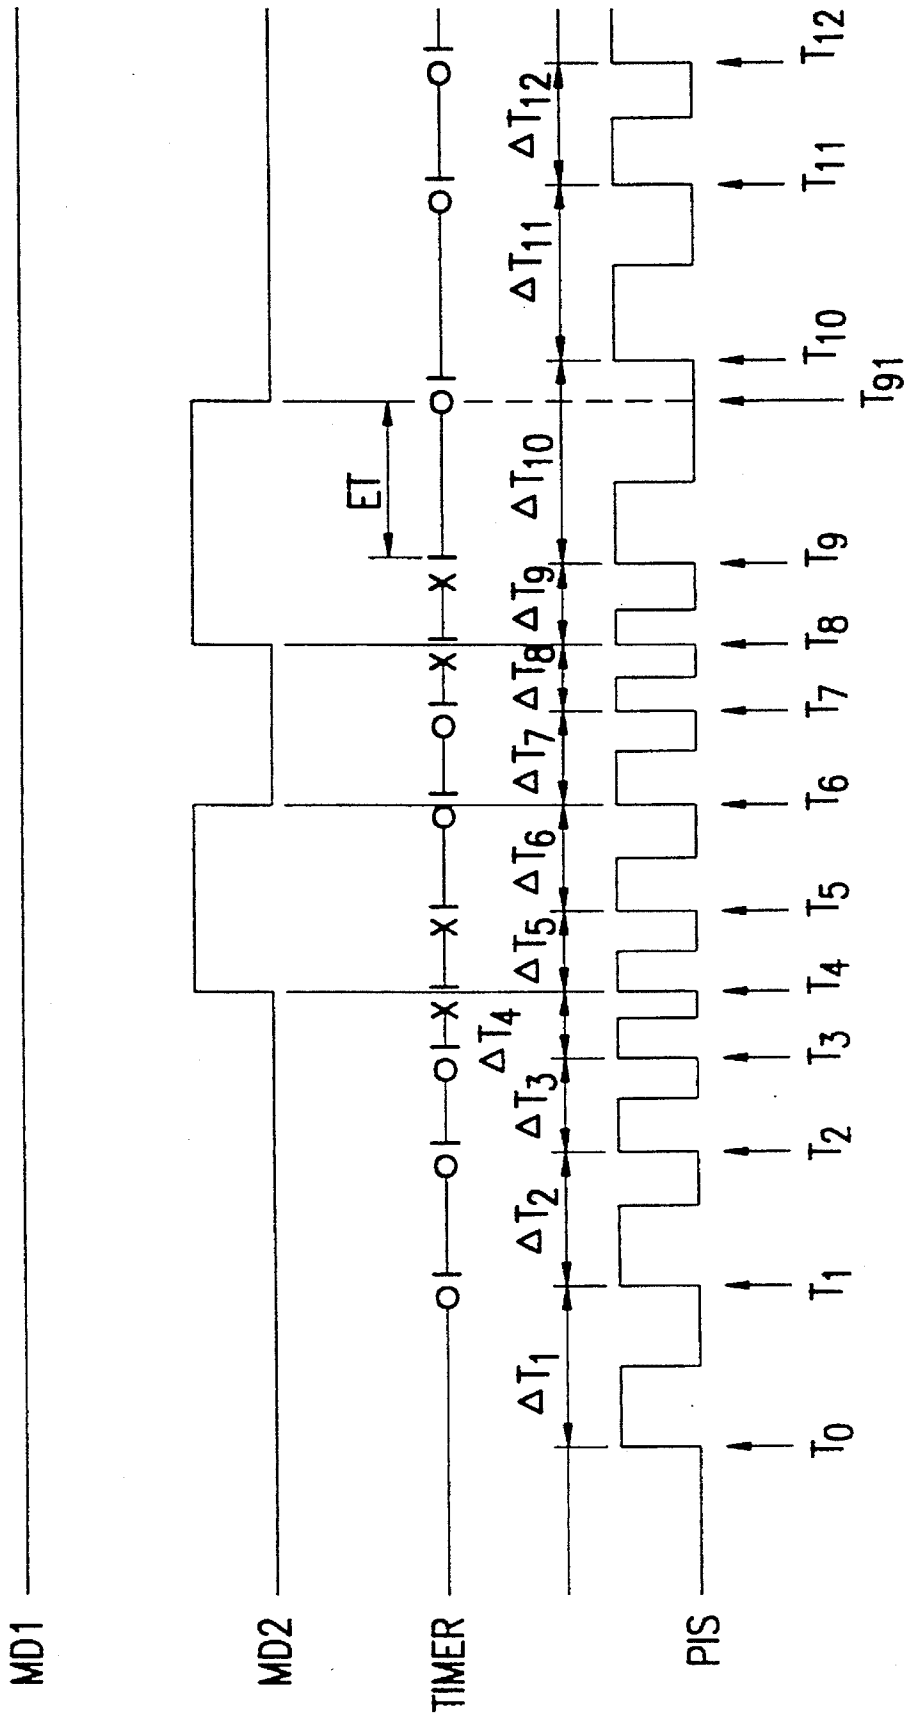 MD1
MD2
ET
TIMER
O O O X X O O X X O O O
ΔT1 ΔT2 ΔT3 ΔT4 ΔT5 ΔT6 ΔT7 ΔT8 ΔT9 ΔT10 ΔT11 ΔT12
PIS
T0 T1 T2 T3 T4 T5 T6 T7 T8 T9 T10 T11 T12
T91